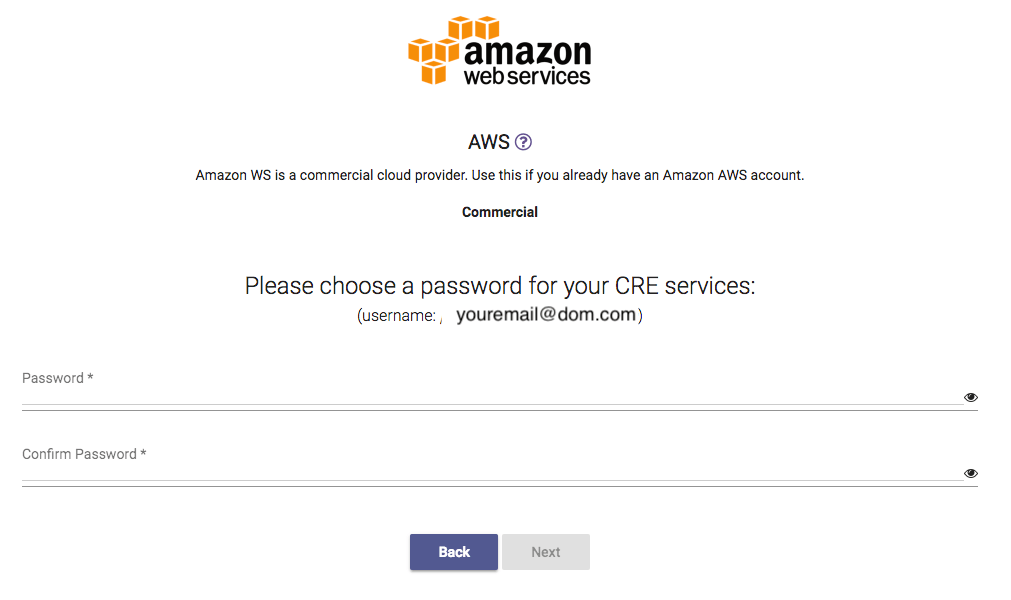 amazon
web services
AWS ?
Amazon WS is a commercial cloud provider. Use this if you already have an Amazon AWS account.
Commercial
Please choose a password for your CRE services:
(username: youremail@dom.com)
Password *
Confirm Password *
Back Next